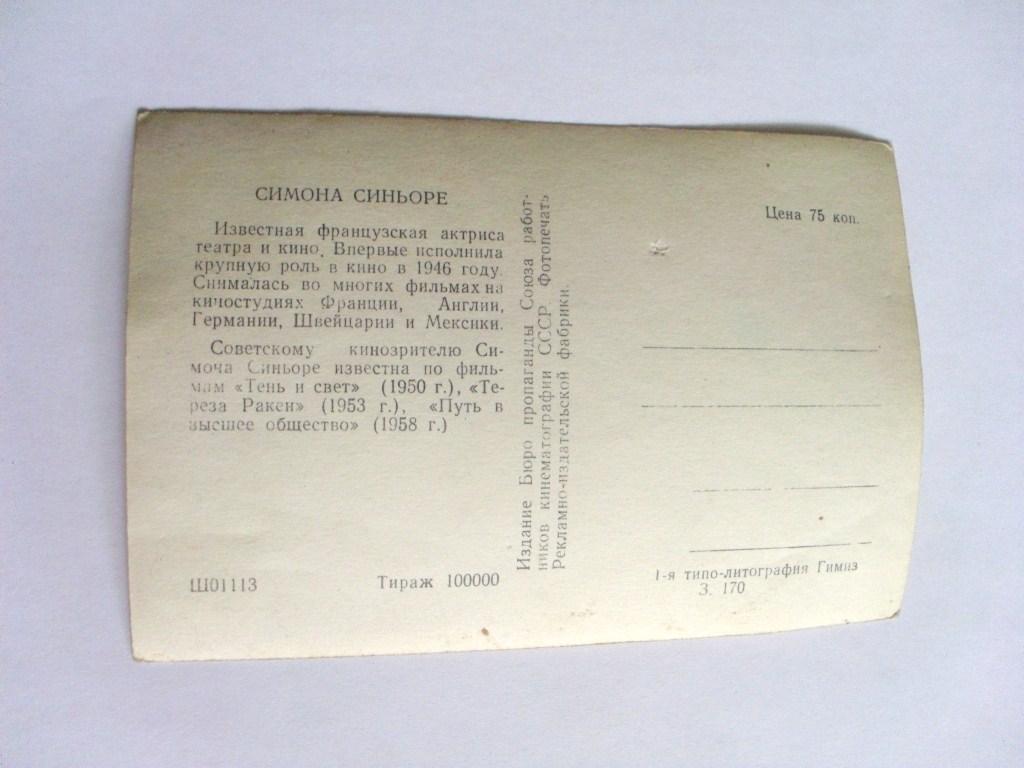 СИМОНА СИНЬОРЕ
Известная французская актриса
театра и кино. Впервые исполнила
крупную роль в кино в 1946 году.
Снималась во многих фильмах на
киностудиях Франции, Англии,
Германии, Швейцарии и Мексики.
Советскому кинозрителю Си-
мона Синьоре известна по филь-
мам «Тень и свет» (1950 г.), «Те-
реза Ракен» (1953 г.), «Путь в
высшее общество» (1958 г.)
Ш01113
Тираж 100000
Издание Бюро пропаганды Союза работ-
ников кинематографии СССР. Фотопечать
Рекламно-издательской фабрики.
Цена 75 коп.
1-я типо-литография Гимиз
З. 170